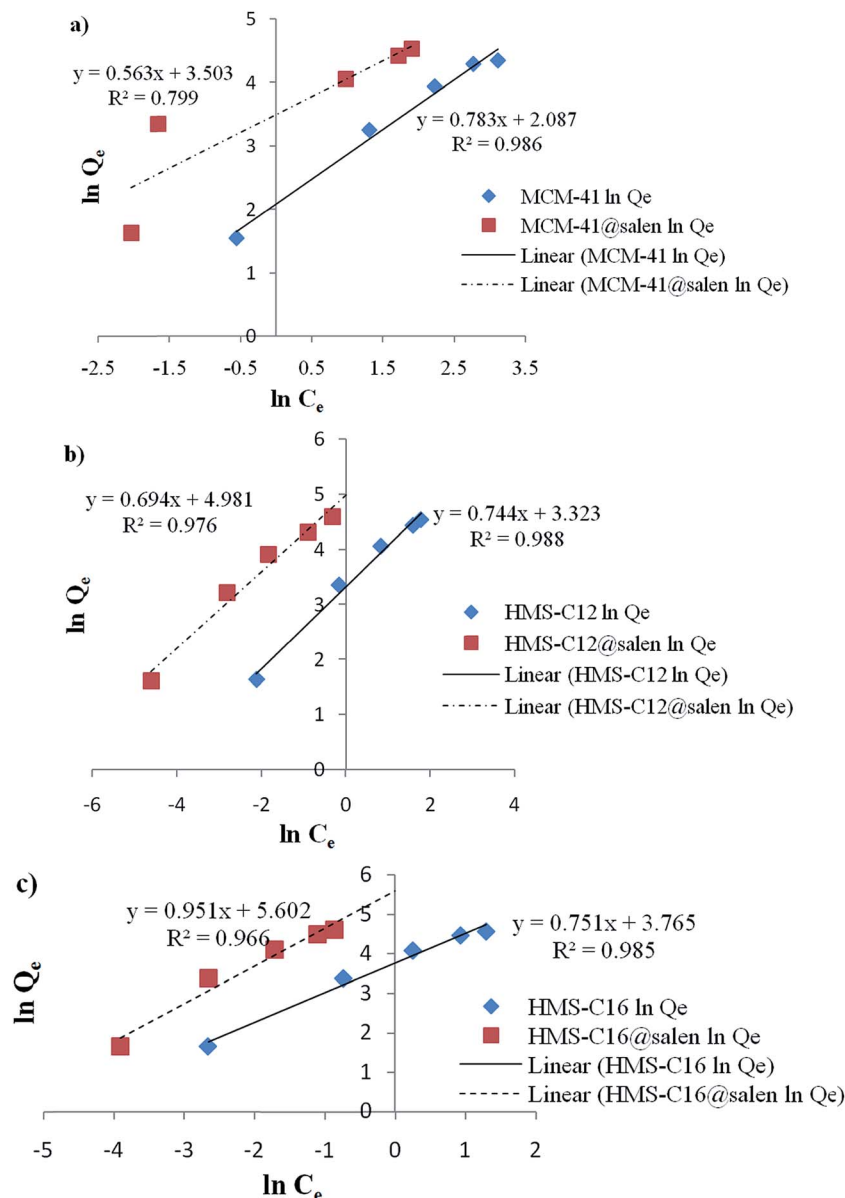 a)
5
4
3
2
1
0
y = 0.563x + 3.503
R² = 0.799
y = 0.783x + 2.087
R² = 0.986
ln Qe
MCM-41 ln Qe
MCM-41@salen ln Qe
Linear (MCM-41 ln Qe)
Linear (MCM-41@salen ln Qe)
-2.5 -1.5 -0.5 0.5 1.5 2.5 3.5
ln Ce
b)
6
5
4
3
2
1
0
y = 0.694x + 4.981
R² = 0.976
y = 0.744x + 3.323
R² = 0.988
ln Qe
HMS-C12 ln Qe
HMS-C12@salen ln Qe
Linear (HMS-C12 ln Qe)
Linear (HMS-C12@salen ln Qe)
-6 -4 -2 0 2 4
ln Ce
c)
6
5
4
3
2
1
0
y = 0.951x + 5.602
R² = 0.966
y = 0.751x + 3.765
R² = 0.985
ln Qe
HMS-C16 ln Qe
HMS-C16@salen ln Qe
Linear (HMS-C16 ln Qe)
Linear (HMS-C16@salen ln Qe)
-5 -4 -3 -2 -1 0 1 2
ln Ce